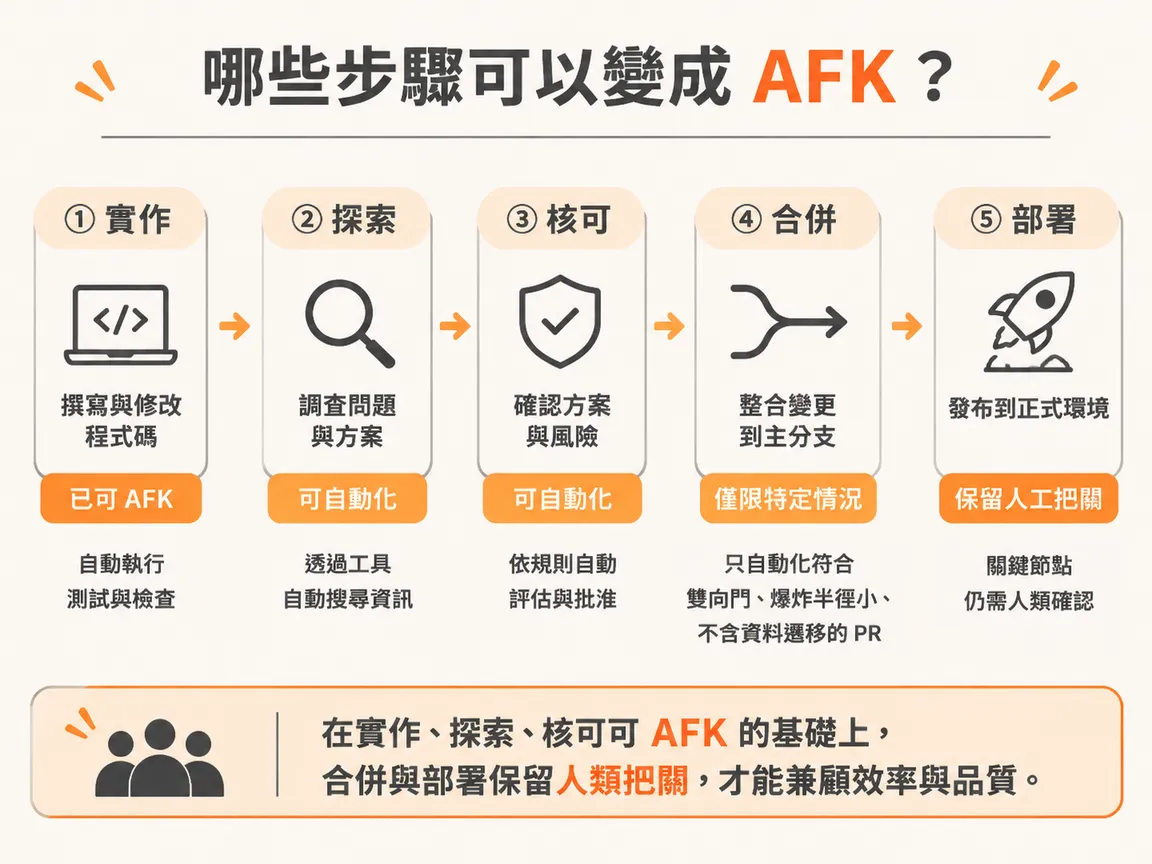 哪些步驟可以變成 AFK？
① 實作
</>
撰寫與修改
程式碼
已可 AFK
自動執行
測試與檢查
② 探索
調查問題
與方案
可自動化
透過工具
自動搜尋資訊
③ 核可
確認方案
與風險
可自動化
依規則自動
評估與批准
④ 合併
整合變更
到主分支
僅限特定情況
只自動化符合
雙向門、爆炸半徑小、
不含資料遷移的 PR
⑤ 部署
發布到正式環境
保留人工把關
關鍵節點
仍需人類確認
在實作、探索、核可可 AFK 的基礎上，
合併與部署保留人類把關，才能兼顧效率與品質。